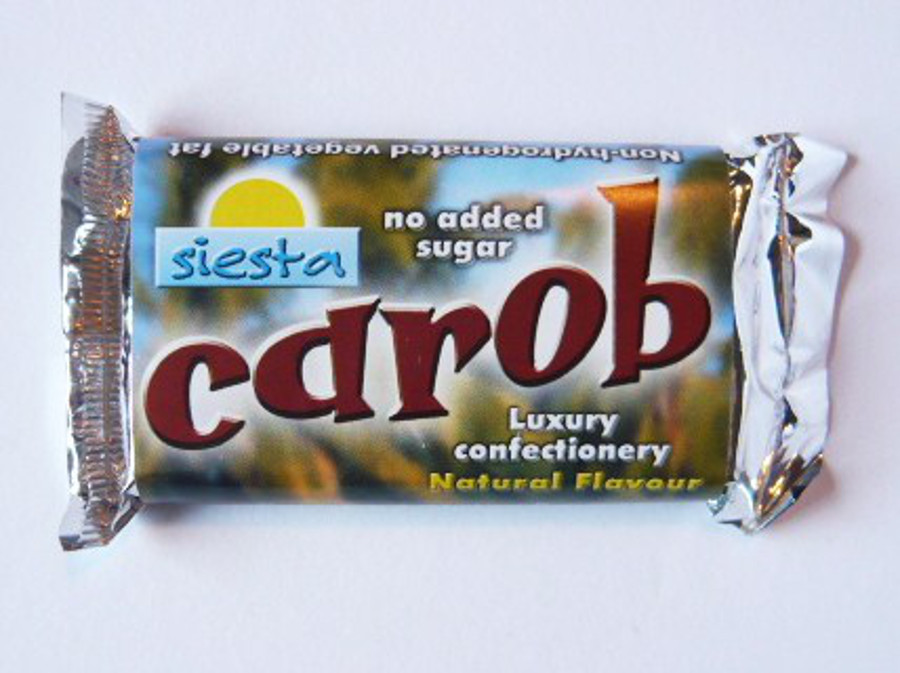 Non-hydrogenated vegetable fat
siesta
no added
sugar
carob
Luxury
confectionery
Natural Flavour